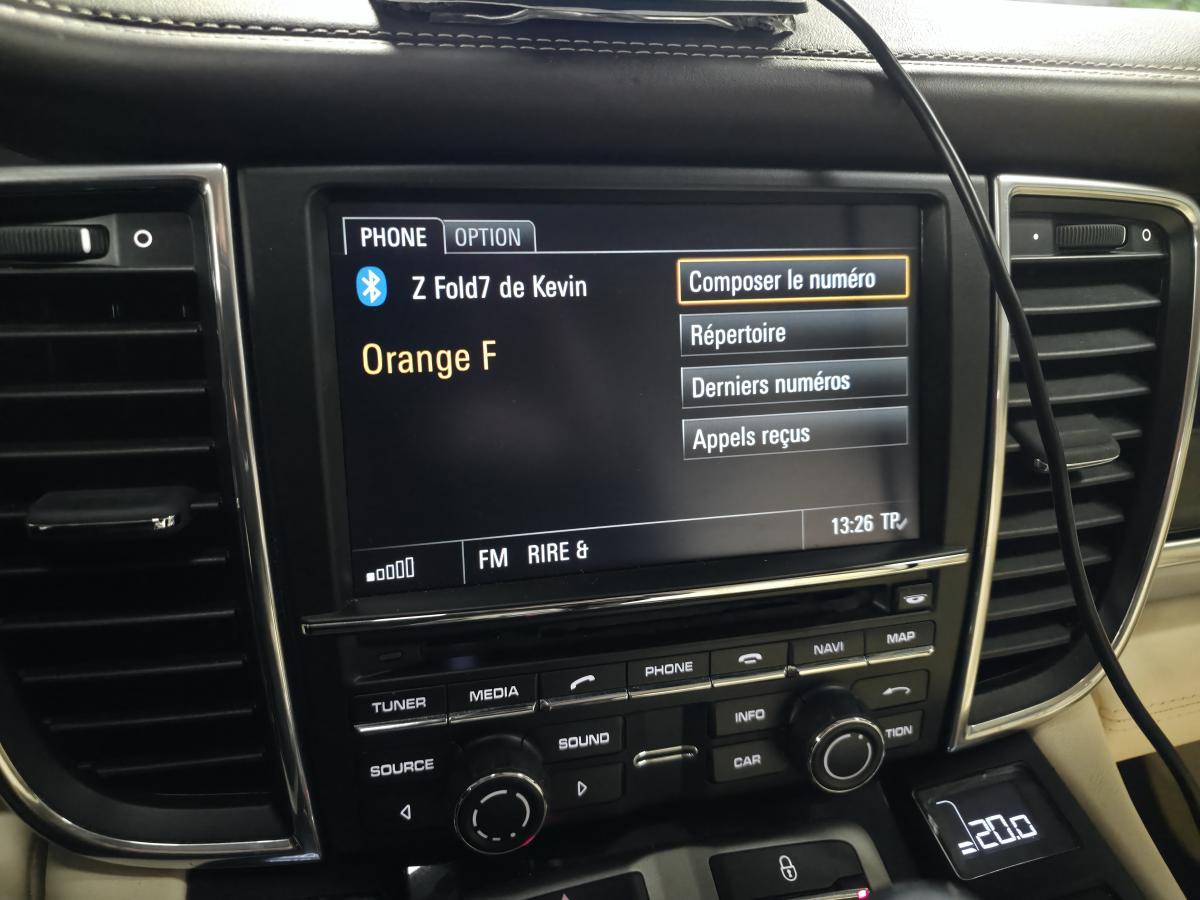 PHONE OPTION
Z Fold7 de Kevin
Orange F
Composer le numéro
Répertoire
Derniers numéros
Appels reçus
FM RIRE &
13:26 TP
TUNER MEDIA PHONE NAVI MAP
SOURCE SOUND INFO
CAR
20.0